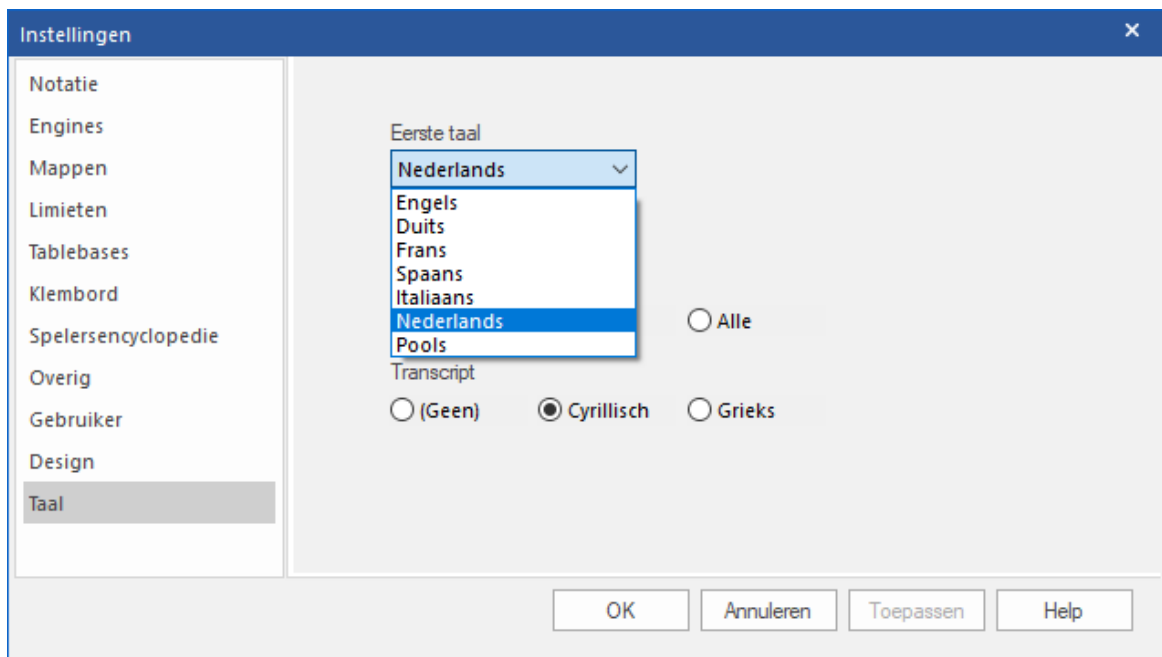 Instellingen
Notatie
Engines
Mappen
Limieten
Tablebases
Klembord
Spelersencyclopedie
Overig
Gebruiker
Design
Taal
Eerste taal
Nederlands
Engels
Duits
Frans
Spaans
Italiaans
Nederlands
Pools
Alle
Transcript
(Geen) Cyrillisch Grieks
OK Annuleren Toepassen Help